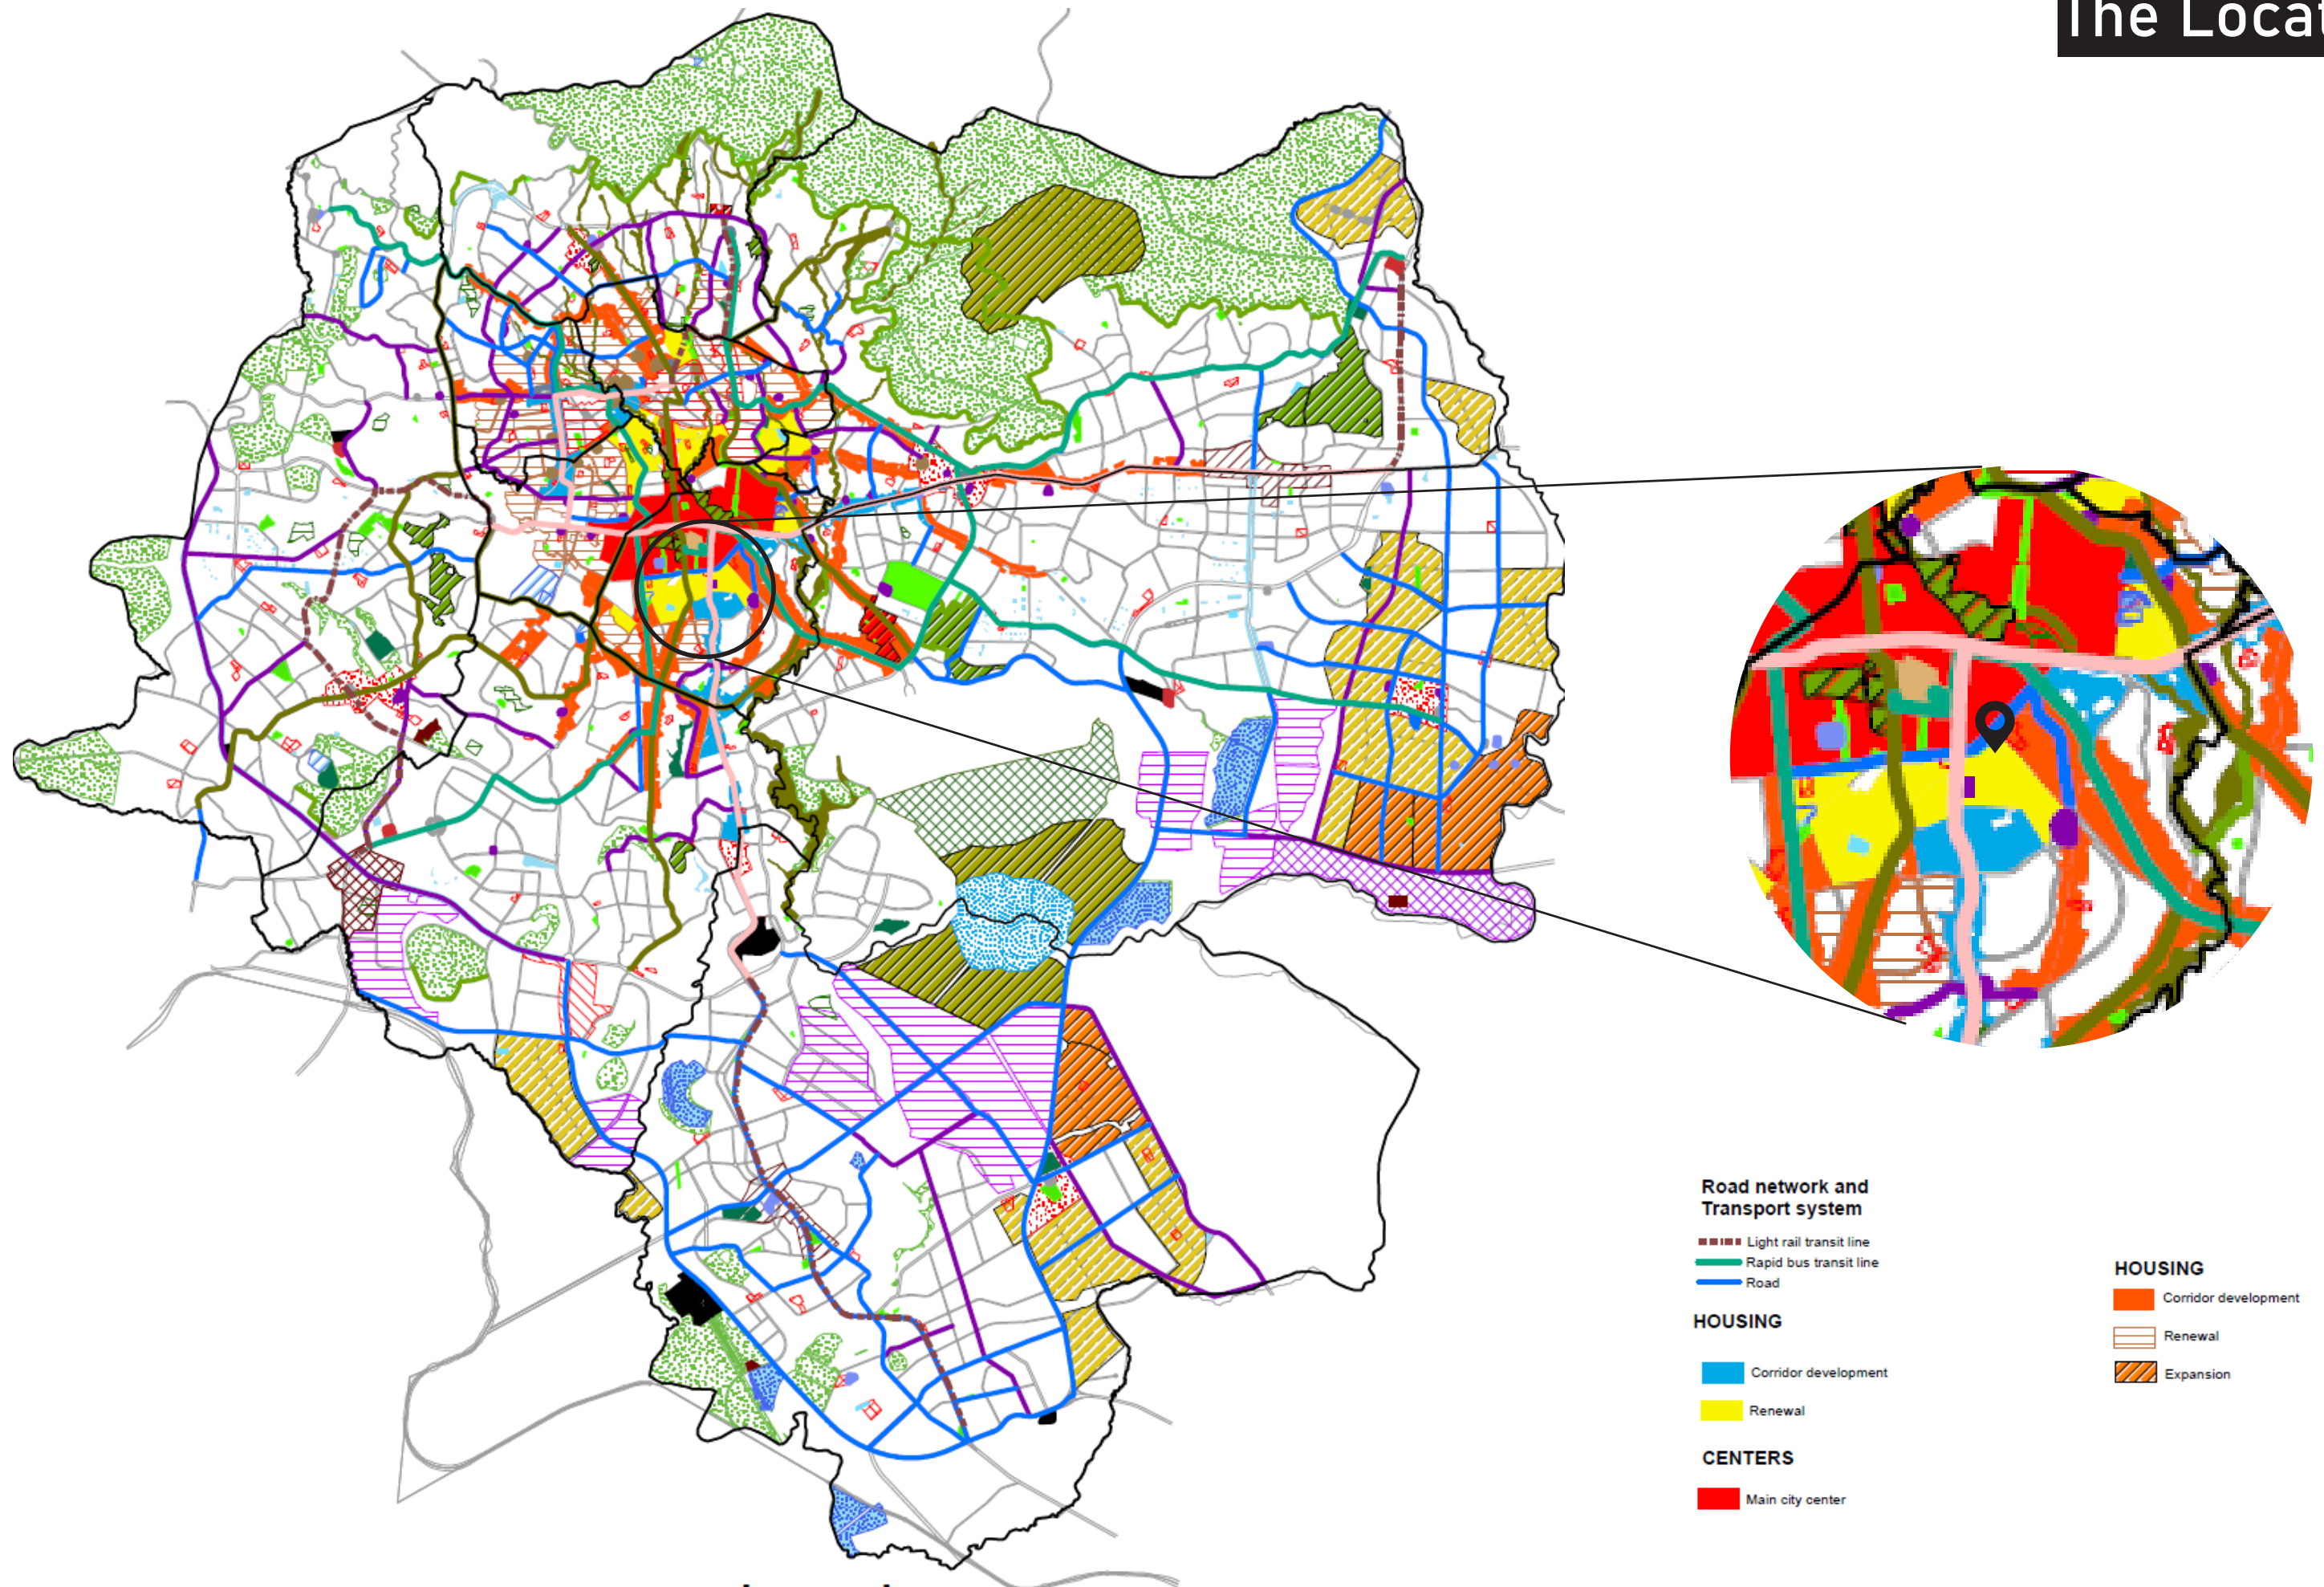 The Locat
Road network and
Transport system
Light rail transit line
Rapid bus transit line
Road
HOUSING
Corridor development
Renewal
CENTERS
Main city center
HOUSING
Corridor development
Renewal
Expansion